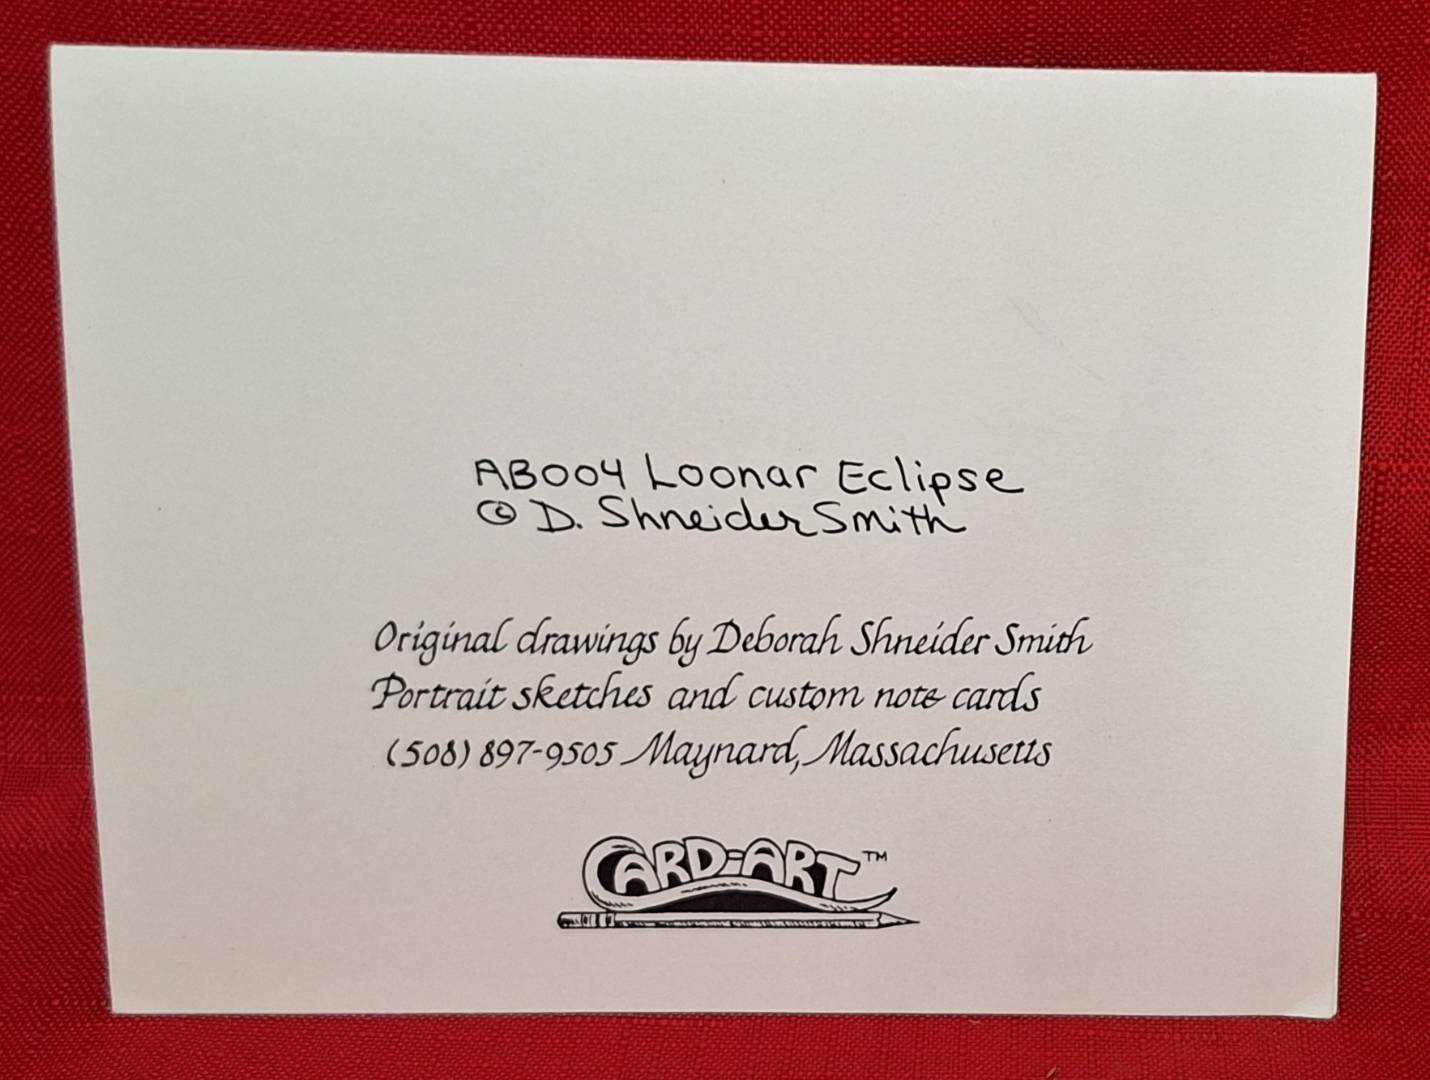 AB004 Loonar Eclipse
© D. Shneider Smith
Original drawings by Deborah Shneider Smith
Portrait sketches and custom note cards
(508) 897-9505 Maynard, Massachusetts
CARD-ART™